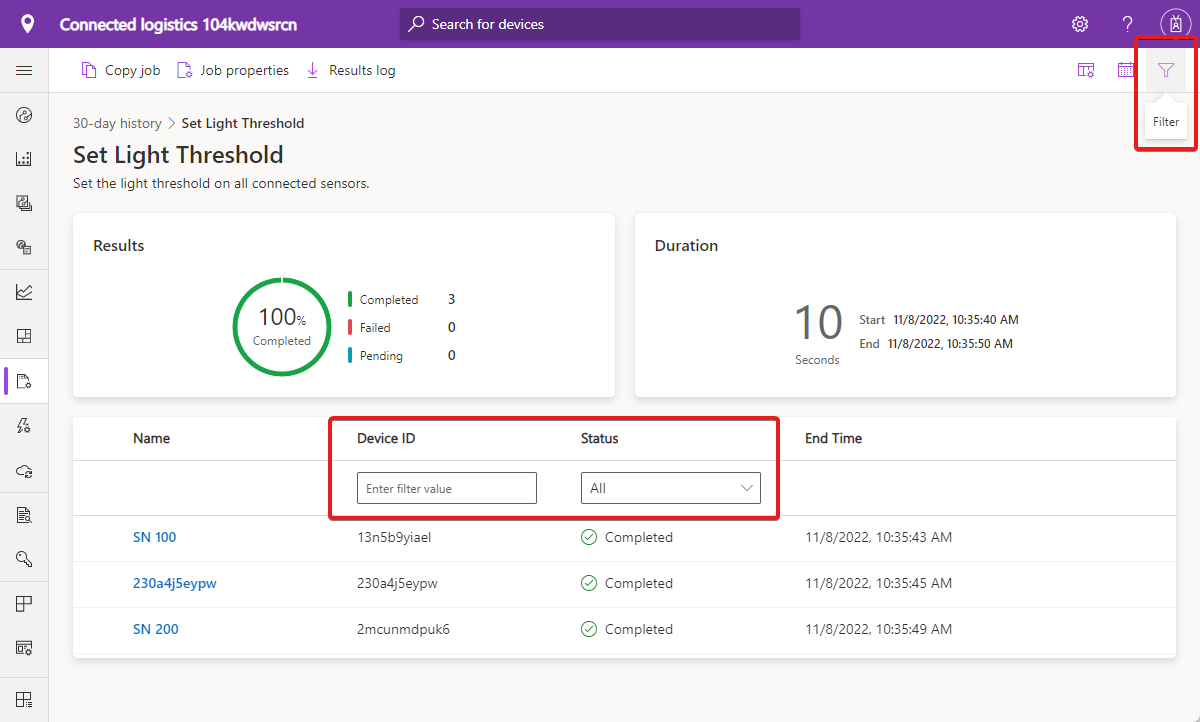 Connected logistics 104kwdwsrcn
Search for devices
?
Copy job
Job properties
Results log
Filter
30-day history > Set Light Threshold
Set Light Threshold
Set the light threshold on all connected sensors.
Results
100%
Completed
Completed 3
Failed 0
Pending 0
Duration
10
Seconds
Start 11/8/2022, 10:35:40 AM
End 11/8/2022, 10:35:50 AM
Name Device ID Status End Time
Enter filter value All
SN 100 13n5b9yiael Completed 11/8/2022, 10:35:43 AM
230a4j5eypw 230a4j5eypw Completed 11/8/2022, 10:35:45 AM
SN 200 2mcunmdpuk6 Completed 11/8/2022, 10:35:49 AM